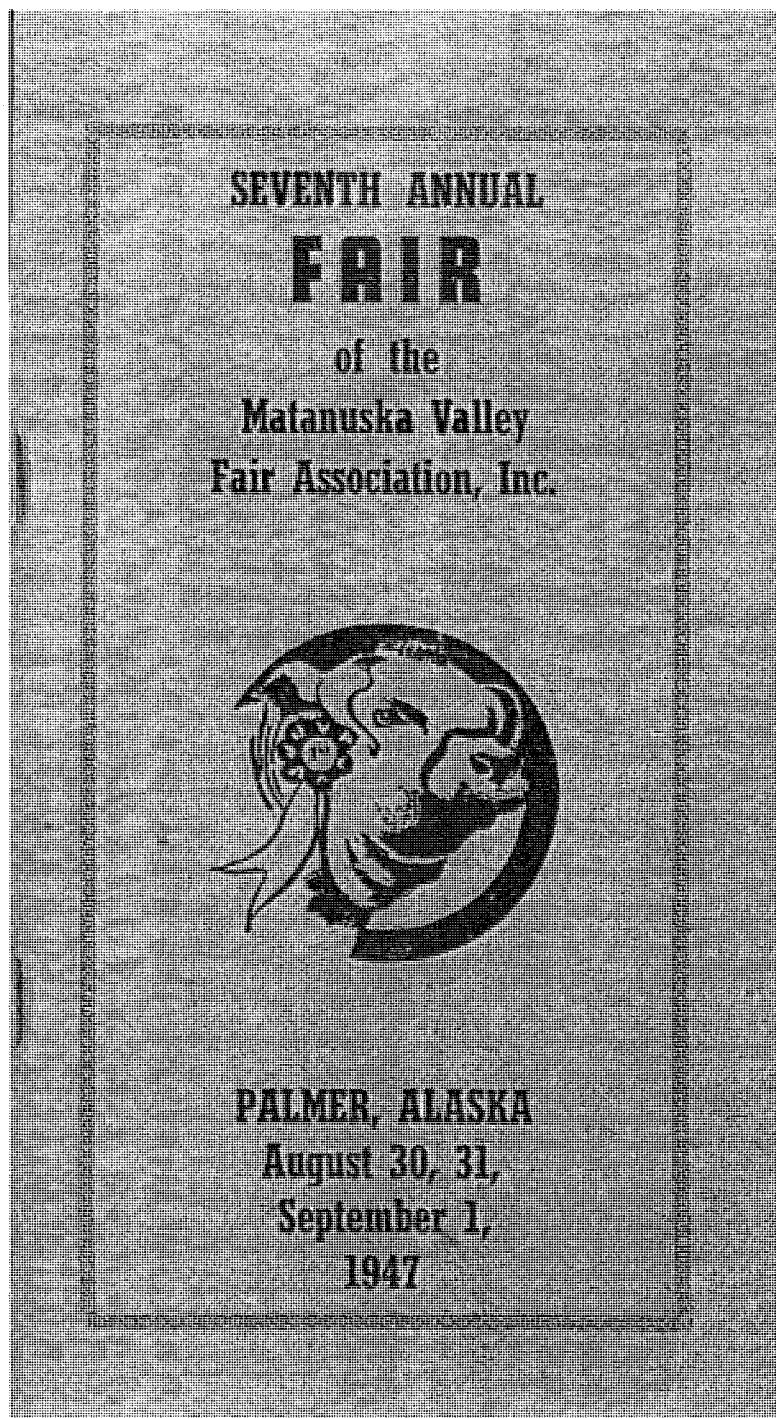 SEVENTH ANNUAL
FAIR
of the
Matanuska Valley
Fair Association, Inc.
PALMER, ALASKA
August 30, 31,
September 1,
1947